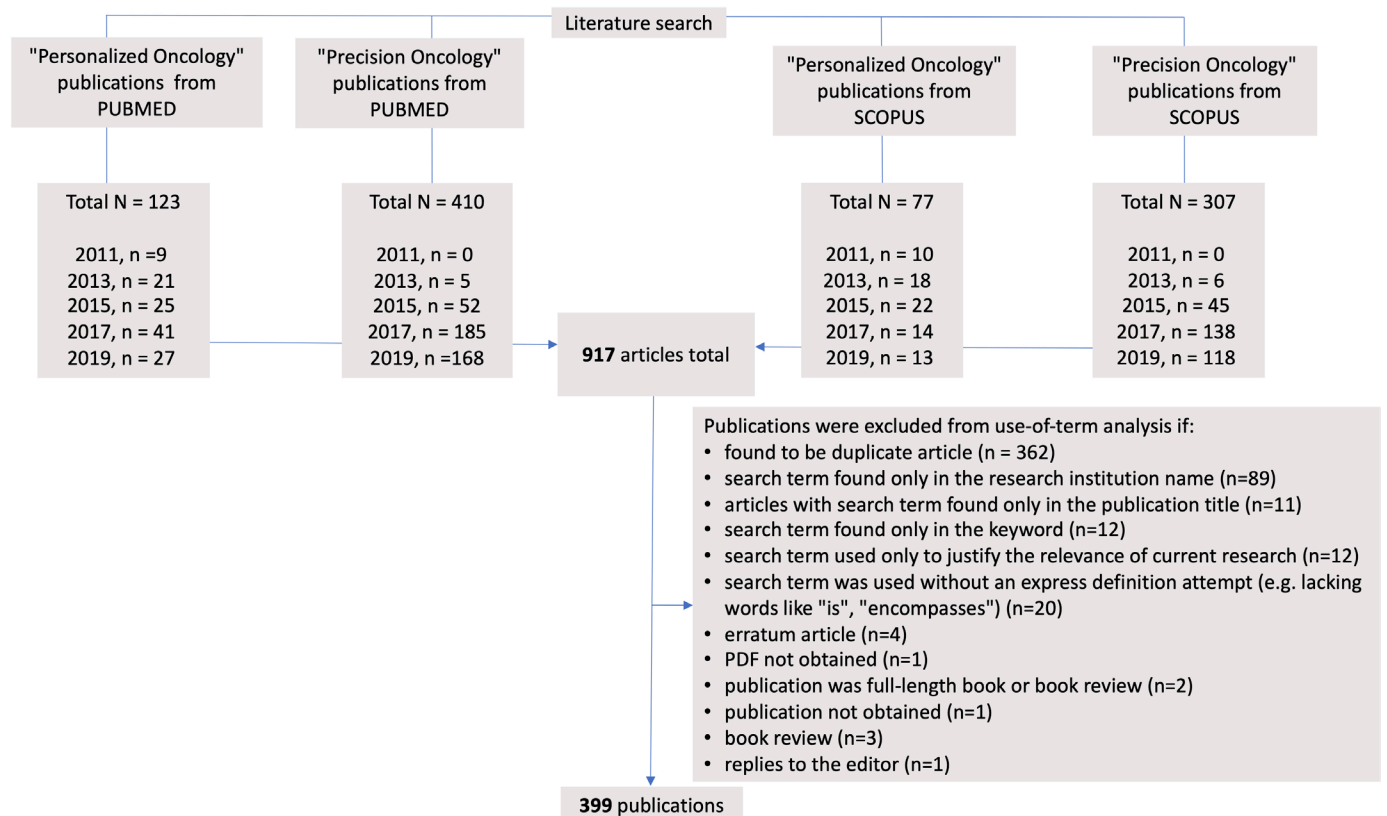 Literature search
"Personalized Oncology"
publications from
PUBMED
"Precision Oncology"
publications from
PUBMED
"Personalized Oncology"
publications from
SCOPUS
"Precision Oncology"
publications from
SCOPUS
Total N = 123
2011, n =9
2013, n = 21
2015, n = 25
2017, n = 41
2019, n = 27
Total N = 410
2011, n = 0
2013, n = 5
2015, n = 52
2017, n = 185
2019, n =168
Total N = 77
2011, n = 10
2013, n = 18
2015, n = 22
2017, n = 14
2019, n = 13
Total N = 307
2011, n = 0
2013, n = 6
2015, n = 45
2017, n = 138
2019, n = 118
917 articles total
Publications were excluded from use-of-term analysis if:
• found to be duplicate article (n = 362)
• search term found only in the research institution name (n=89)
• articles with search term found only in the publication title (n=11)
• search term found only in the keyword (n=12)
• search term used only to justify the relevance of current research (n=12)
• search term was used without an express definition attempt (e.g. lacking
words like "is", "encompasses") (n=20)
• erratum article (n=4)
• PDF not obtained (n=1)
• publication was full-length book or book review (n=2)
• publication not obtained (n=1)
• book review (n=3)
• replies to the editor (n=1)
399 publications